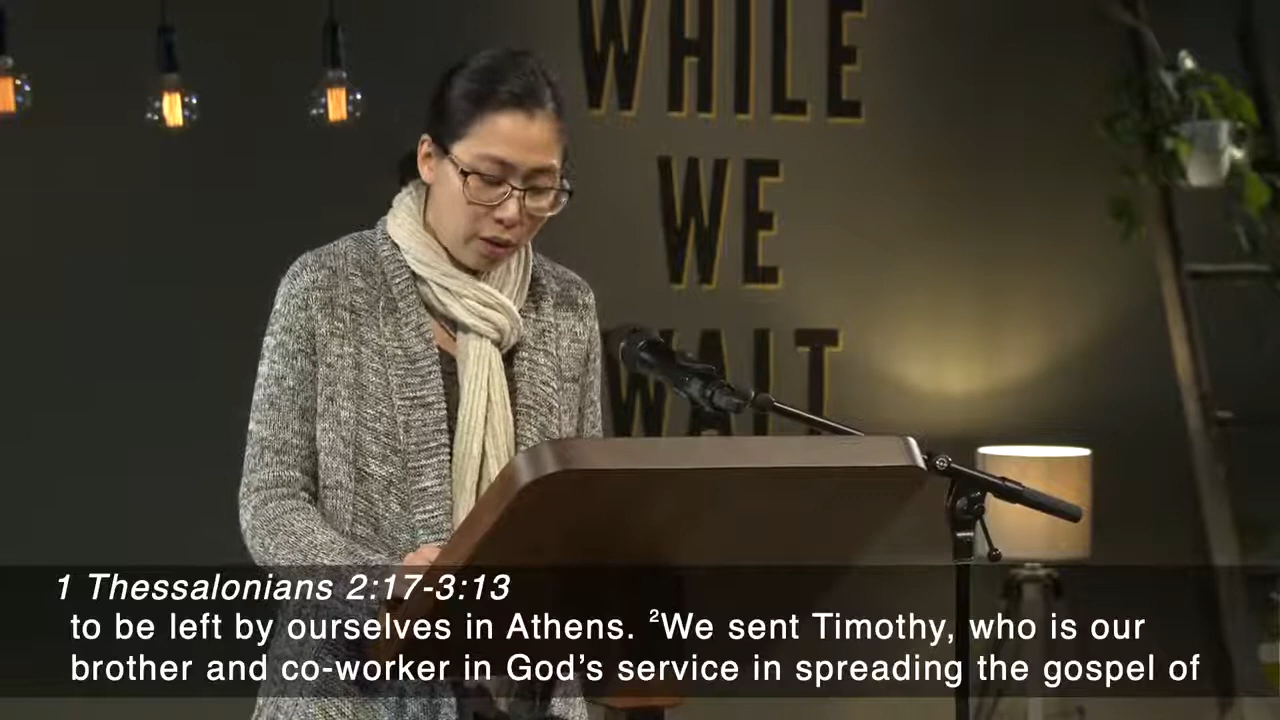 WHILE
WE
WAIT
1 Thessalonians 2:17-3:13
to be left by ourselves in Athens. ²We sent Timothy, who is our
brother and co-worker in God's service in spreading the gospel of